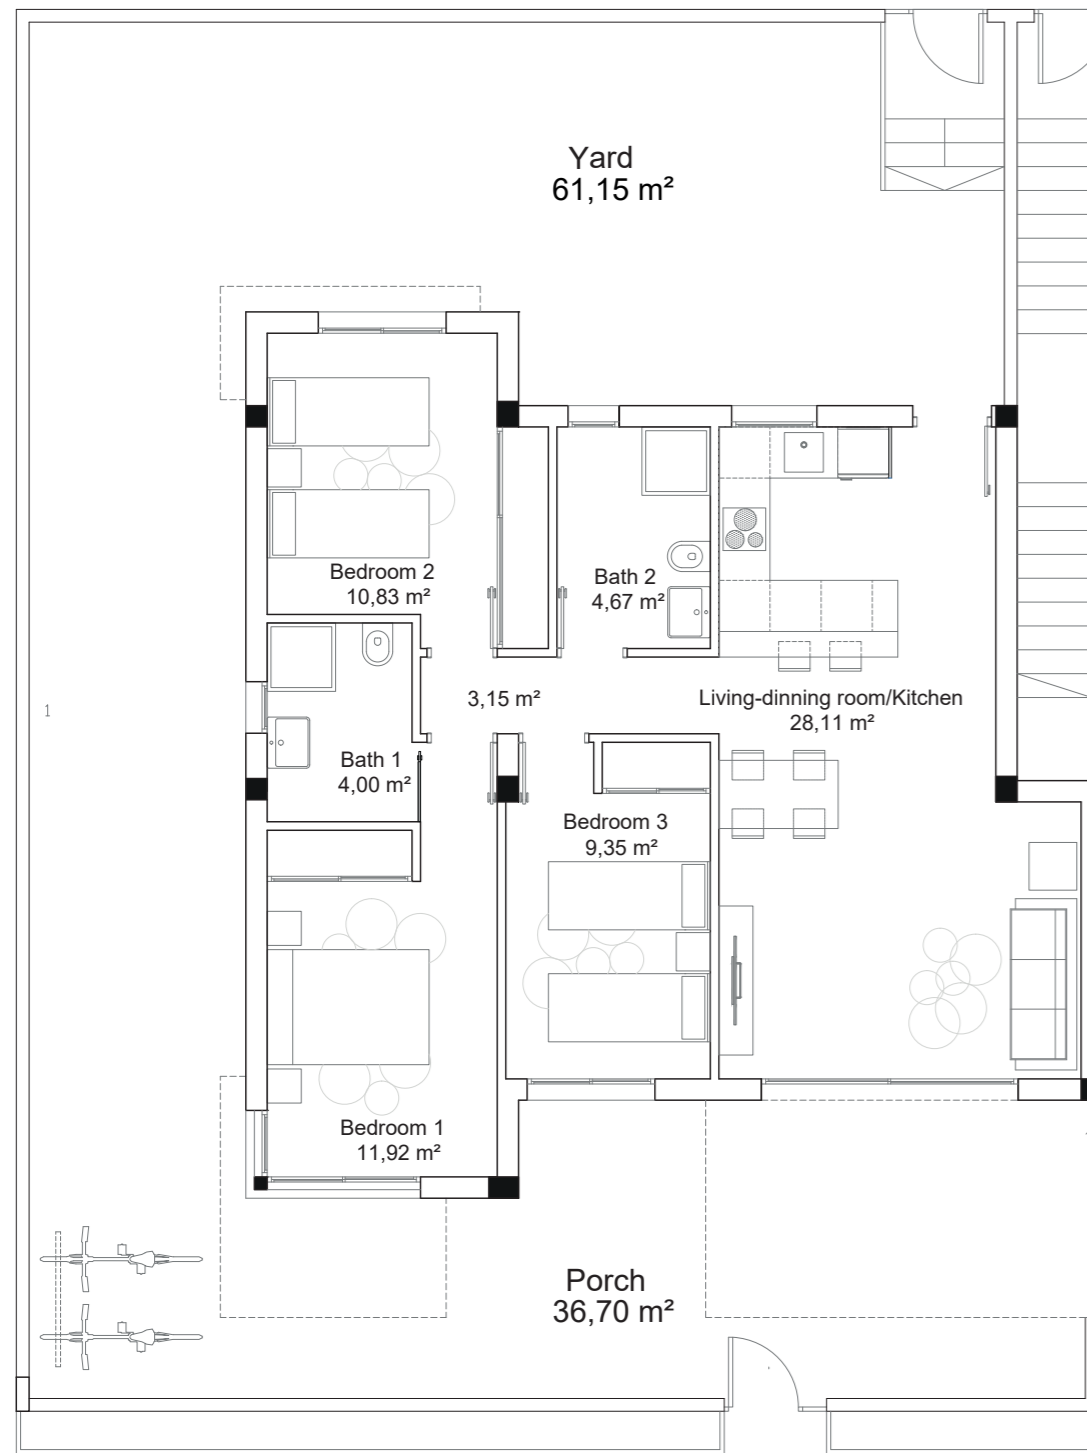 Yard
61,15 m²
Bedroom 2
10,83 m²
Bath 2
4,67 m²
3,15 m²
Living-dinning room/Kitchen
28,11 m²
1
Bath 1
4,00 m²
Bedroom 3
9,35 m²
Bedroom 1
11,92 m²
Porch
36,70 m²